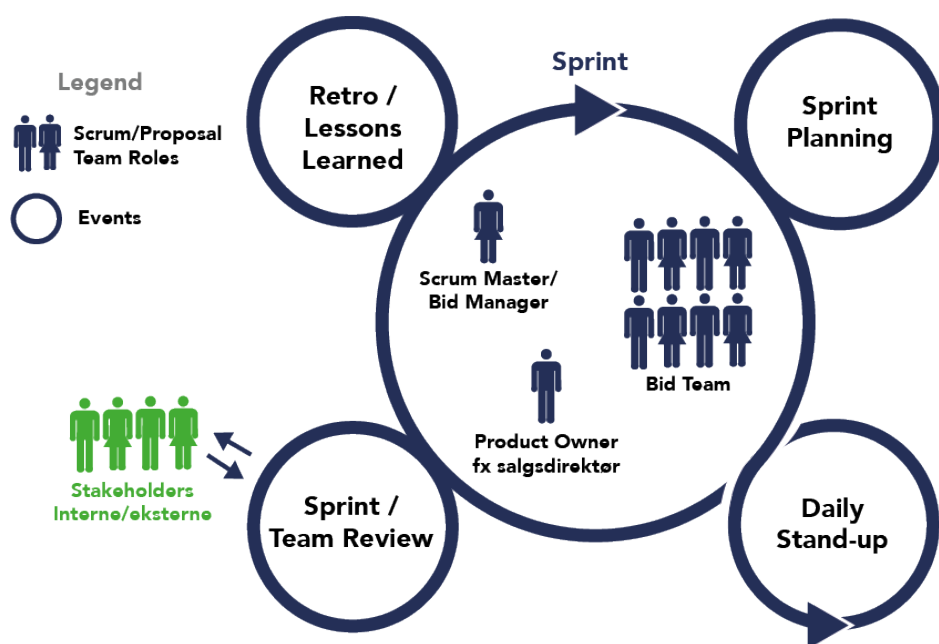 Legend
Scrum/Proposal
Team Roles
Events
Sprint
Retro /
Lessons
Learned
Sprint
Planning
Scrum Master/
Bid Manager
Bid Team
Product Owner
fx salgsdirektør
Stakeholders
Interne/eksterne
Sprint /
Team Review
Daily
Stand-up